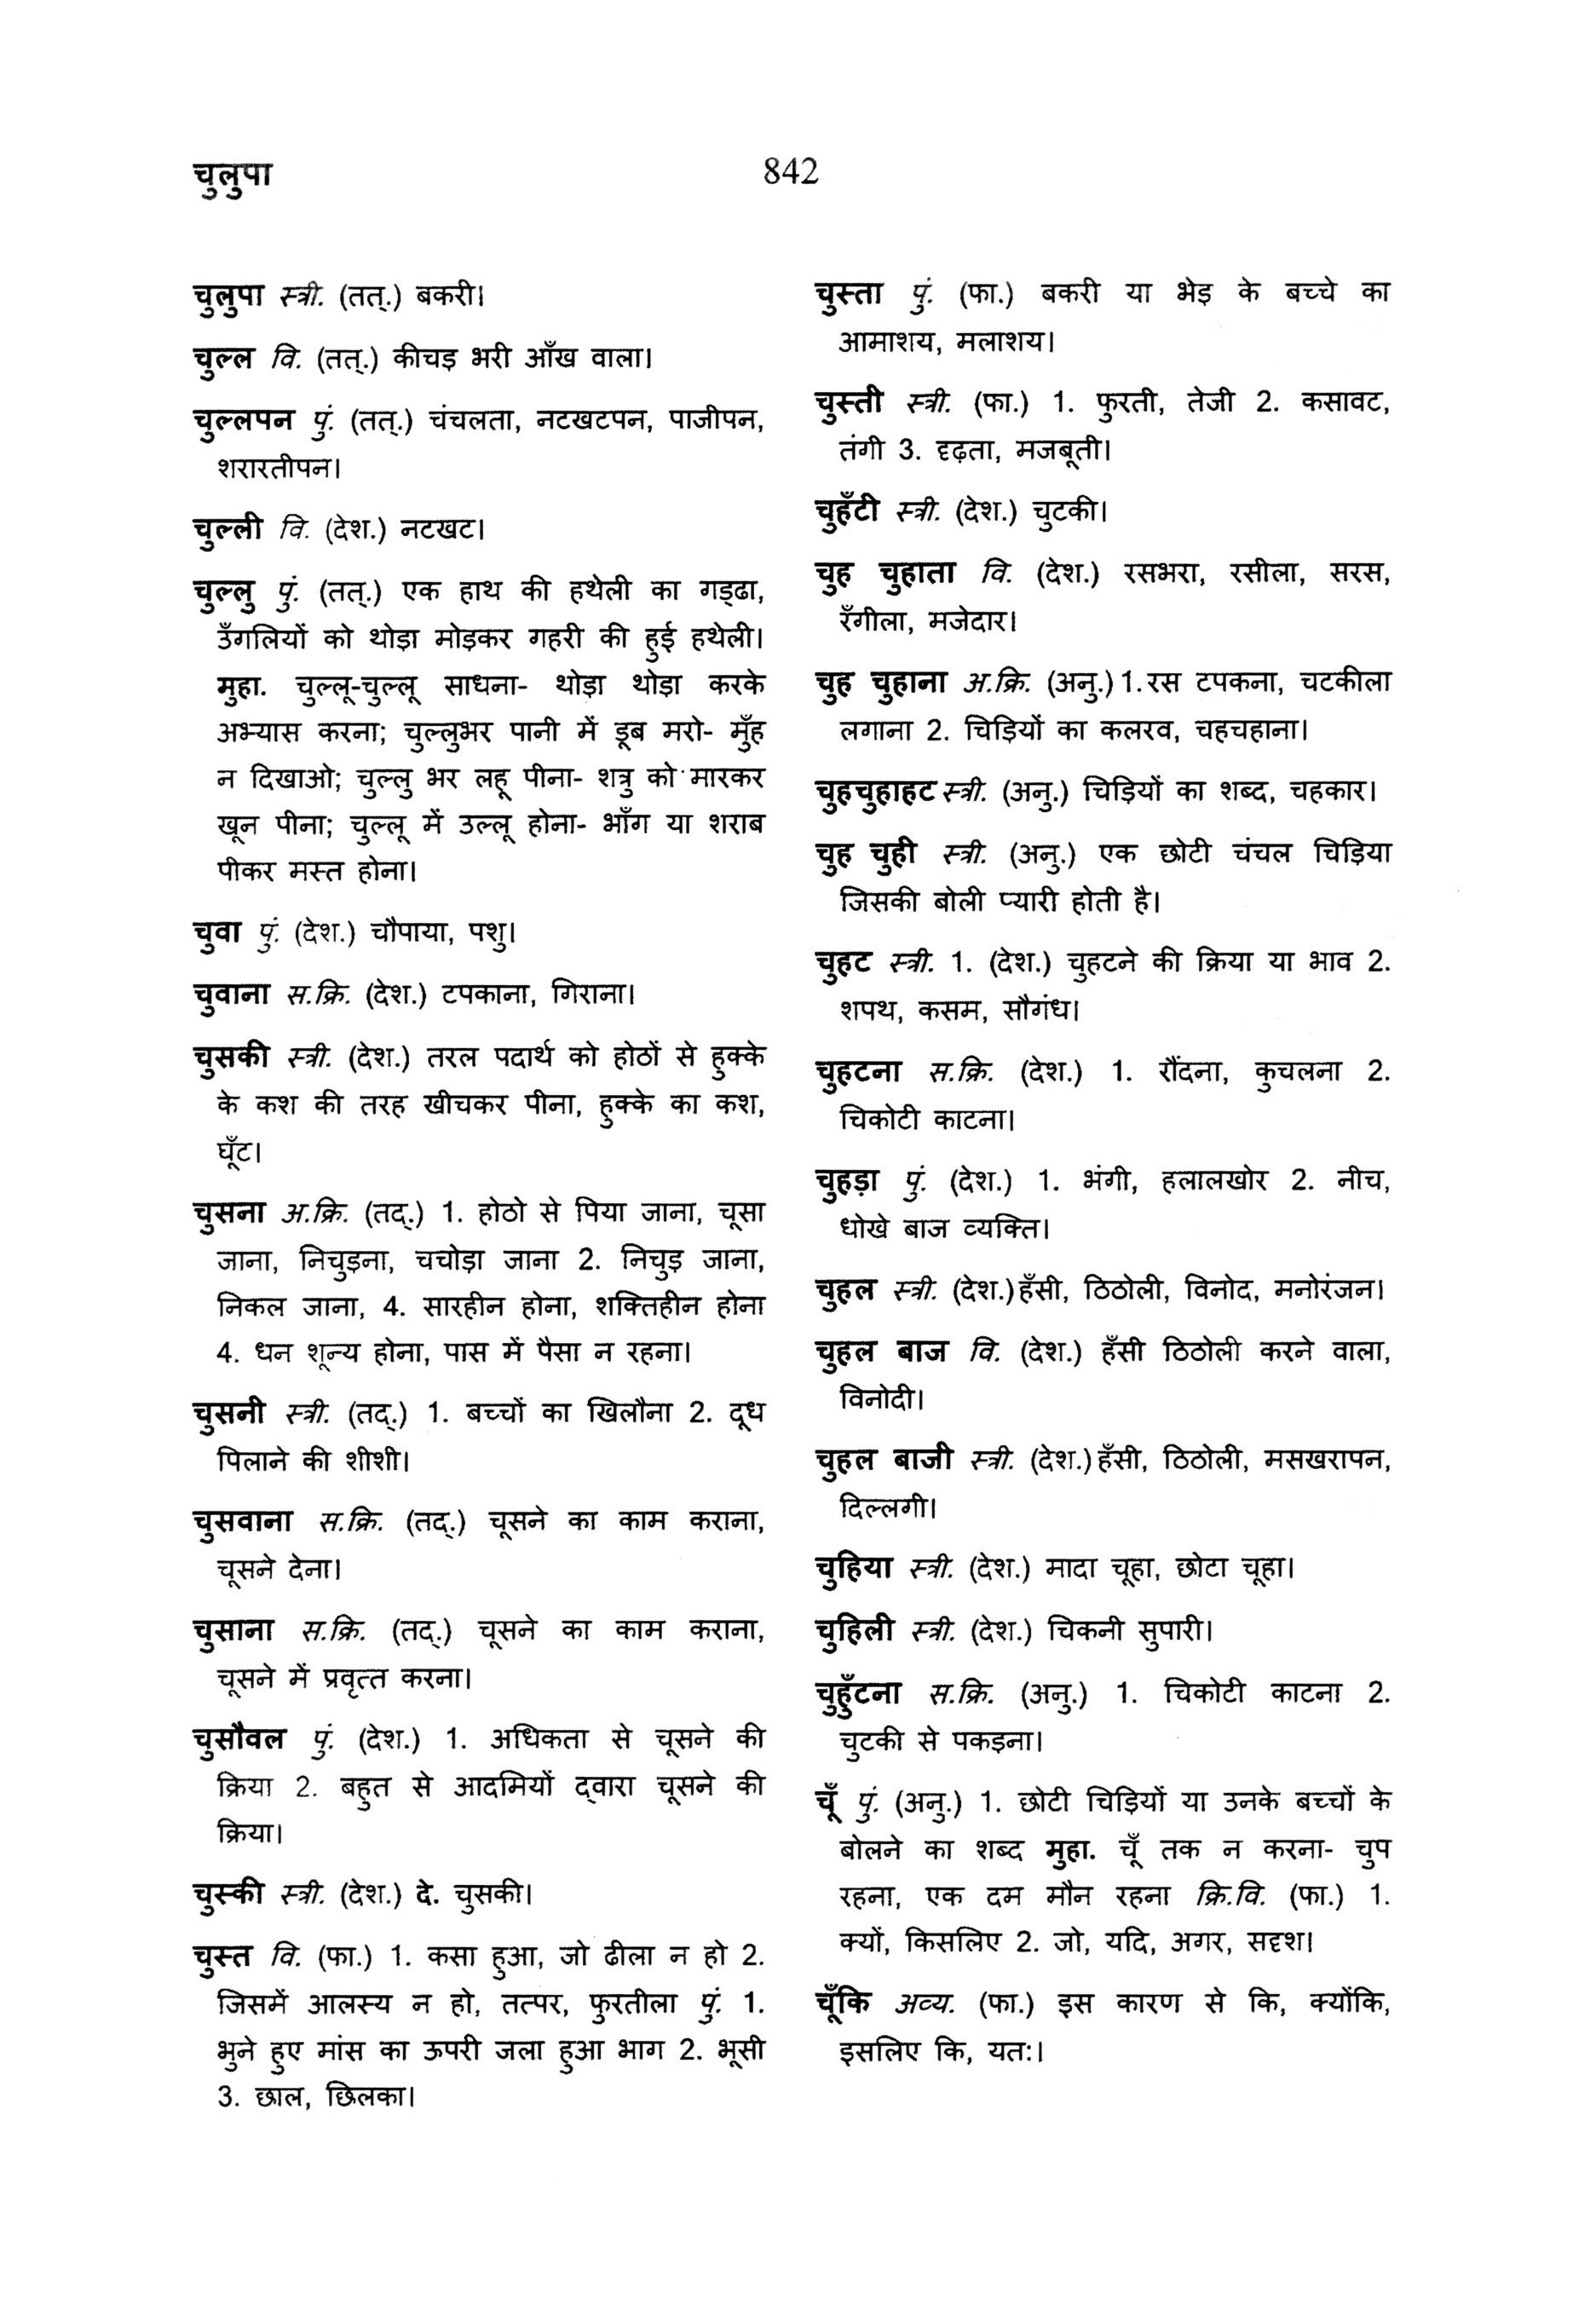 चुलुपा
842
चुलुपा स्त्री. (तत्.) बकरी।
चुल्ल वि. (तत्.) कीचड़ भरी आँख वाला।
चुल्लपन पुं. (तत्.) चंचलता, नटखटपन, पाजीपन,
शरारतीपन।
चुल्ली वि. (देश.) नटखट।
चुल्लु पुं. (तत्.) एक हाथ की हथेली का गड्ढा,
उँगलियों को थोड़ा मोड़कर गहरी की हुई हथेली।
मुहा. चुल्लू-चुल्लू साधना- थोड़ा थोड़ा करके
अभ्यास करना; चुल्लुभर पानी में डूब मरो- मुँह
न दिखाओ; चुल्लु भर लहू पीना- शत्रु को मारकर
खून पीना; चुल्लू में उल्लू होना- भाँग या शराब
पीकर मस्त होना।
चुवा पुं. (देश.) चौपाया, पशु।
चुवाना स.क्रि. (देश.) टपकाना, गिराना।
चुसकी स्त्री. (देश.) तरल पदार्थ को होठों से हुक्के
के कश की तरह खीचकर पीना, हुक्के का कश,
घूँट।
चुसना अ.क्रि. (तद्.) 1. होठो से पिया जाना, चूसा
जाना, निचुड़ना, चचोड़ा जाना 2. निचुड़ जाना,
निकल जाना, 4. सारहीन होना, शक्तिहीन होना
4. धन शून्य होना, पास में पैसा न रहना।
चुसनी स्त्री. (तद्.) 1. बच्चों का खिलौना 2. दूध
पिलाने की शीशी।
चुसवाना स.क्रि. (तद्.) चूसने का काम कराना,
चूसने देना।
चुसाना स.क्रि. (तद्.) चूसने का काम कराना,
चूसने में प्रवृत्त करना।
चुसौवल पुं. (देश.) 1. अधिकता से चूसने की
क्रिया 2. बहुत से आदमियों द्वारा चूसने की
क्रिया।
चुस्की स्त्री. (देश.) दे. चुसकी।
चुस्त वि. (फा.) 1. कसा हुआ, जो ढीला न हो 2.
जिसमें आलस्य न हो, तत्पर, फुरतीला पुं. 1.
भुने हुए मांस का ऊपरी जला हुआ भाग 2. भूसी
3. छाल, छिलका।
चुस्ता पुं. (फा.) बकरी या भेड़ के बच्चे का
आमाशय, मलाशय।
चुस्ती स्त्री. (फा.) 1. फुरती, तेजी 2. कसावट,
तंगी 3. दृढ़ता, मजबूती।
चुहँटी स्त्री. (देश.) चुटकी।
चुह चुहाता वि. (देश.) रसभरा, रसीला, सरस,
रँगीला, मजेदार।
चुह चुहाना अ.क्रि. (अनु.) 1. रस टपकना, चटकीला
लगाना 2. चिड़ियों का कलरव, चहचहाना।
चुहचुहाहट स्त्री. (अनु.) चिड़ियों का शब्द, चहकार।
चुह चुही स्त्री. (अनु.) एक छोटी चंचल चिड़िया
जिसकी बोली प्यारी होती है।
चुहट स्त्री. 1. (देश.) चुहटने की क्रिया या भाव 2.
शपथ, कसम, सौगंध।
चुहटना स.क्रि. (देश.) 1. रौंदना, कुचलना 2.
चिकोटी काटना।
चुहड़ा पुं. (देश.) 1. भंगी, हलालखोर 2. नीच,
धोखे बाज व्यक्ति।
चुहल स्त्री. (देश.) हँसी, ठिठोली, विनोद, मनोरंजन।
चुहल बाज वि. (देश.) हँसी ठिठोली करने वाला,
विनोदी।
चुहल बाजी स्त्री. (देश.) हँसी, ठिठोली, मसखरापन,
दिल्लगी।
चुहिया स्त्री. (देश.) मादा चूहा, छोटा चूहा।
चुहिली स्त्री. (देश.) चिकनी सुपारी।
चुहुँटना स.क्रि. (अनु.) 1. चिकोटी काटना 2.
चुटकी से पकड़ना।
चूँ पुं. (अनु.) 1. छोटी चिड़ियों या उनके बच्चों के
बोलने का शब्द मुहा. चूँ तक न करना- चुप
रहना, एक दम मौन रहना क्रि.वि. (फा.) 1.
क्यों, किसलिए 2. जो, यदि, अगर, सदृश।
चूँकि अव्य. (फा.) इस कारण से कि, क्योंकि,
इसलिए कि, यतः।